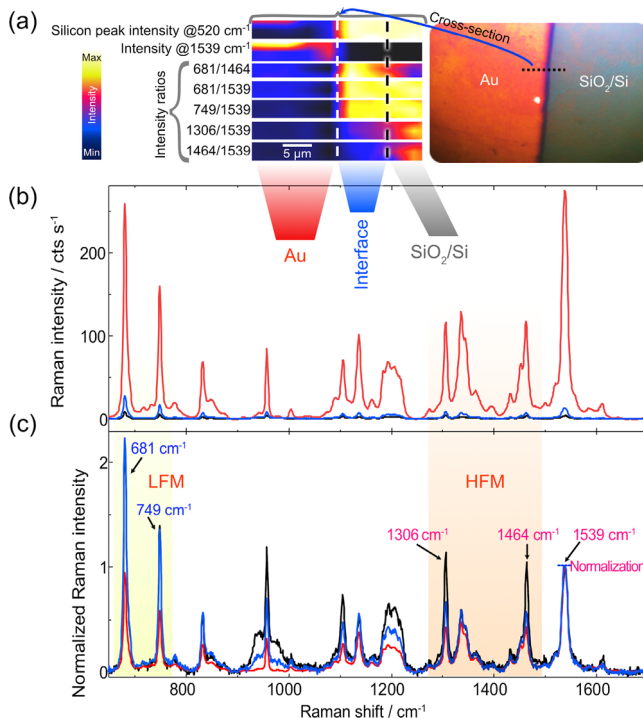 (a)
Silicon peak intensity @520 cm⁻¹
Intensity @1539 cm⁻¹
681/1464
681/1539
749/1539
1306/1539
1464/1539
Intensity ratios
Max
Intensity
Min
5 μm
Cross-section
Au
SiO₂/Si
(b)
Au
Interface
SiO₂/Si
Raman intensity / cts s⁻¹
200
100
0
(c)
681 cm⁻¹
LFM
749 cm⁻¹
HFM
1306 cm⁻¹
1464 cm⁻¹
1539 cm⁻¹
Normalization
Normalized Raman intensity
2
1
0
800
1000
1200
1400
1600
Raman shift / cm⁻¹